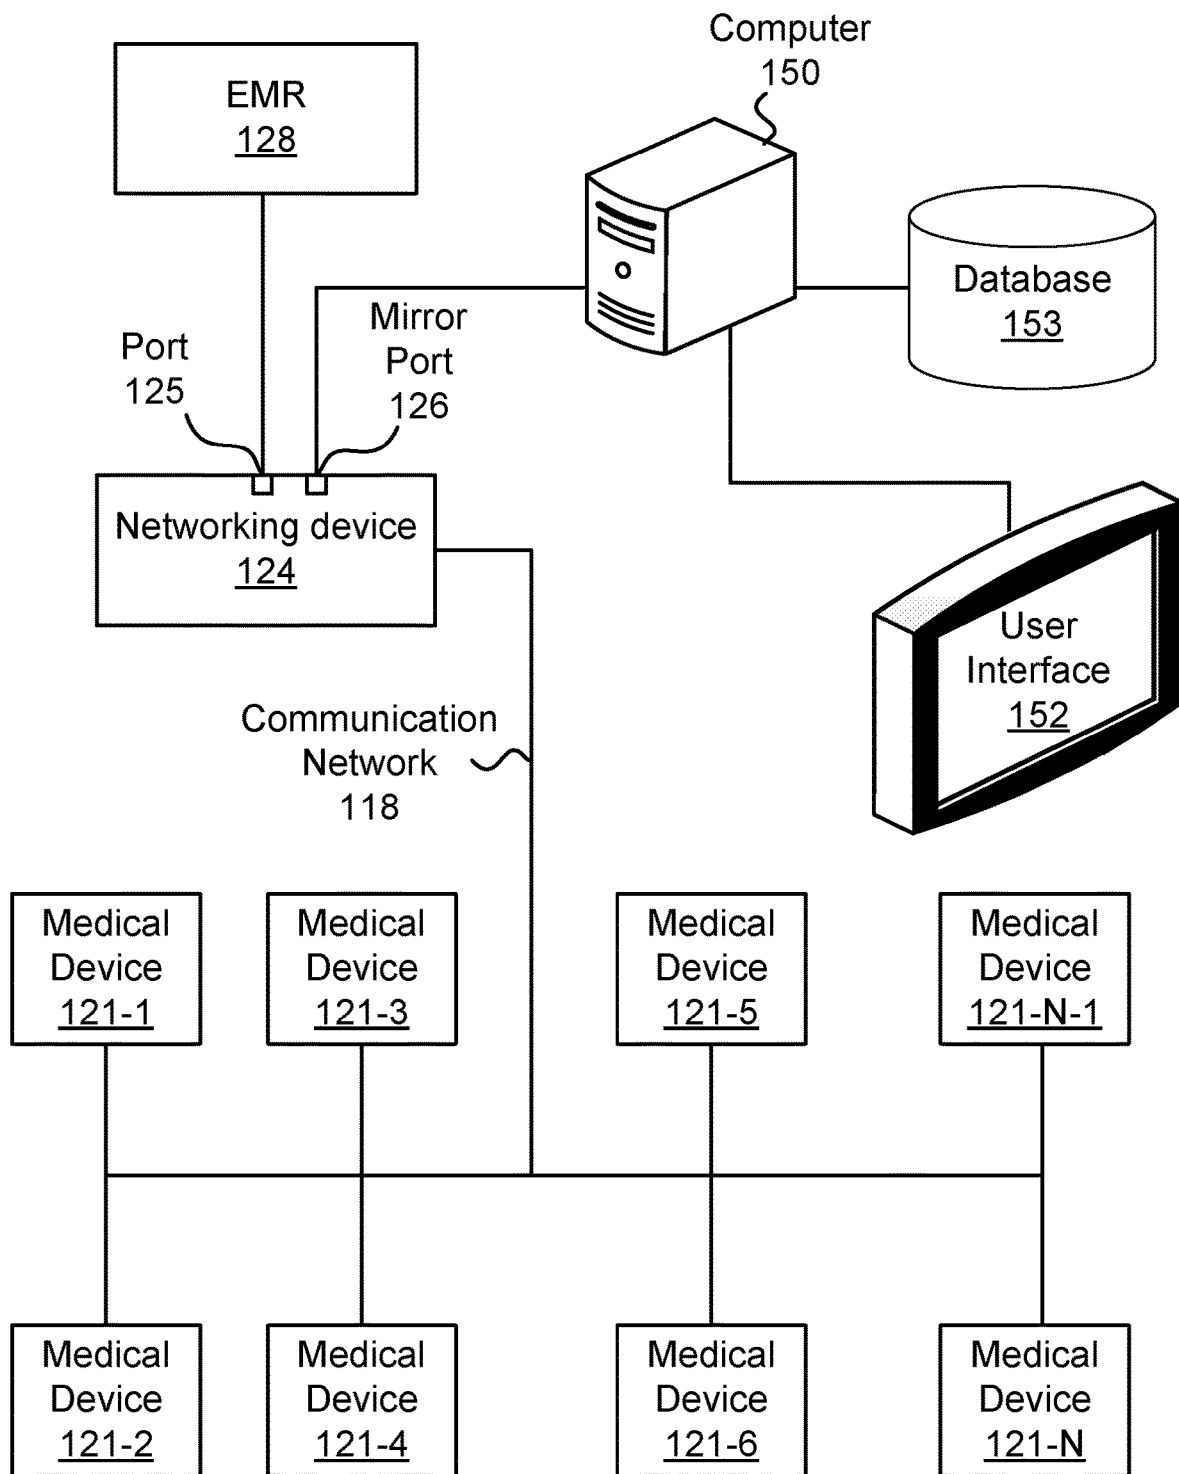 Computer
150
EMR
128
Database
153
Mirror
Port
126
Port
125
Networking device
124
User
Interface
152
Communication
Network
118
Medical
Device
121-1
Medical
Device
121-3
Medical
Device
121-5
Medical
Device
121-N-1
Medical
Device
121-2
Medical
Device
121-4
Medical
Device
121-6
Medical
Device
121-N